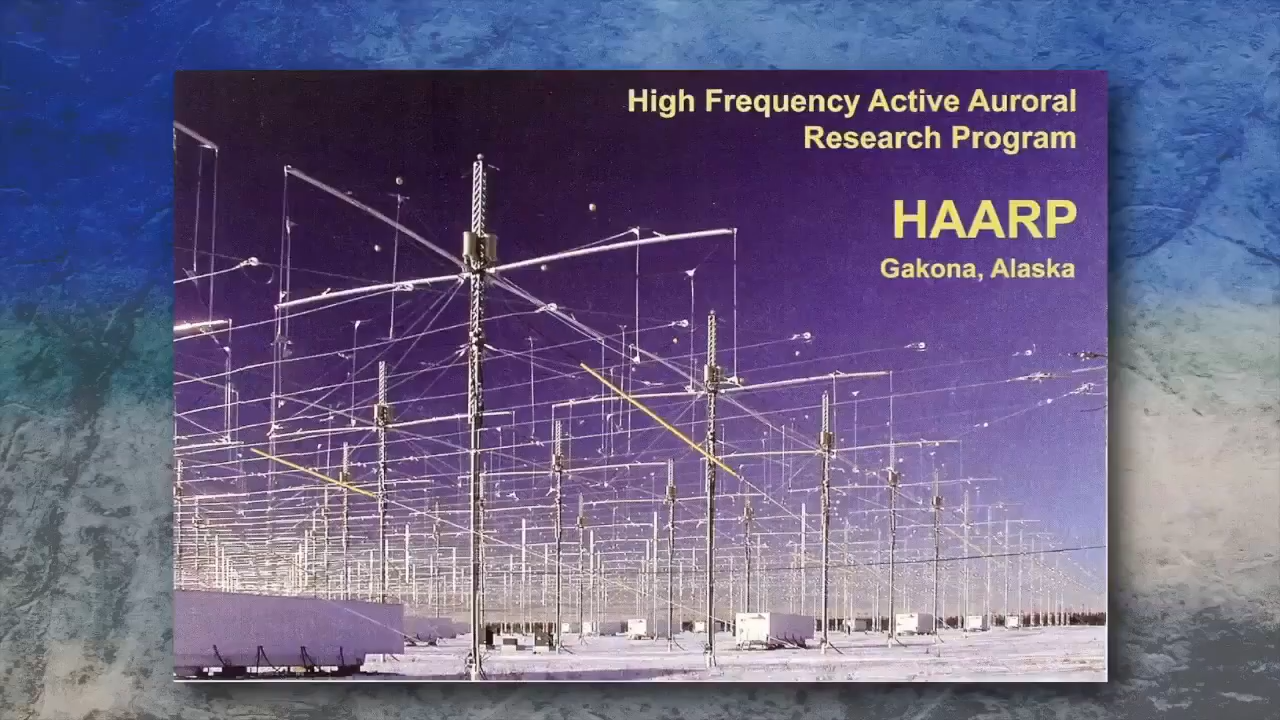 High Frequency Active Auroral
Research Program
HAARP
Gakona, Alaska